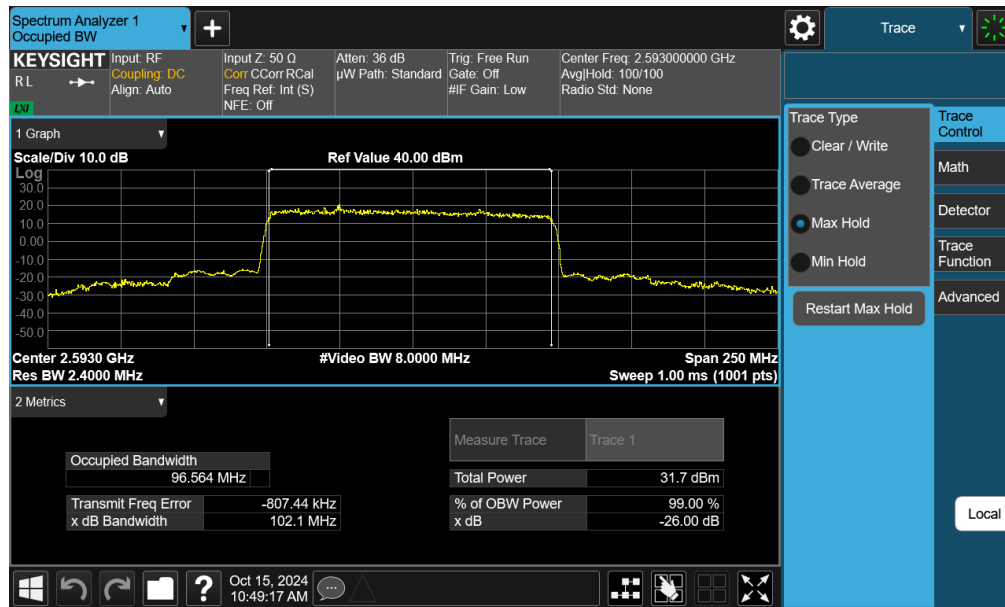 Spectrum Analyzer 1
Occupied BW
Trace
KEYSIGHT
R L
LXI
Input: RF
Coupling: DC
Align: Auto
Input Z: 50 Ω
Corr CCorr RCal
Freq Ref: Int (S)
NFE: Off
Atten: 36 dB
µW Path: Standard
Trig: Free Run
Gate: Off
#IF Gain: Low
Center Freq: 2.593000000 GHz
Avg|Hold: 100/100
Radio Std: None
1 Graph
Scale/Div 10.0 dB
Ref Value 40.00 dBm
Log
30.0
20.0
10.0
0.00
-10.0
-20.0
-30.0
-40.0
-50.0
Center 2.5930 GHz
#Video BW 8.0000 MHz
Span 250 MHz
Res BW 2.4000 MHz
Sweep 1.00 ms (1001 pts)
2 Metrics
Measure Trace
Trace 1
Occupied Bandwidth
96.564 MHz
Total Power
31.7 dBm
Transmit Freq Error
-807.44 kHz
% of OBW Power
99.00 %
x dB Bandwidth
102.1 MHz
x dB
-26.00 dB
Trace Type
Clear / Write
Trace Average
Max Hold
Min Hold
Restart Max Hold
Trace
Control
Math
Detector
Trace
Function
Advanced
Local
?
Oct 15, 2024
10:49:17 AM